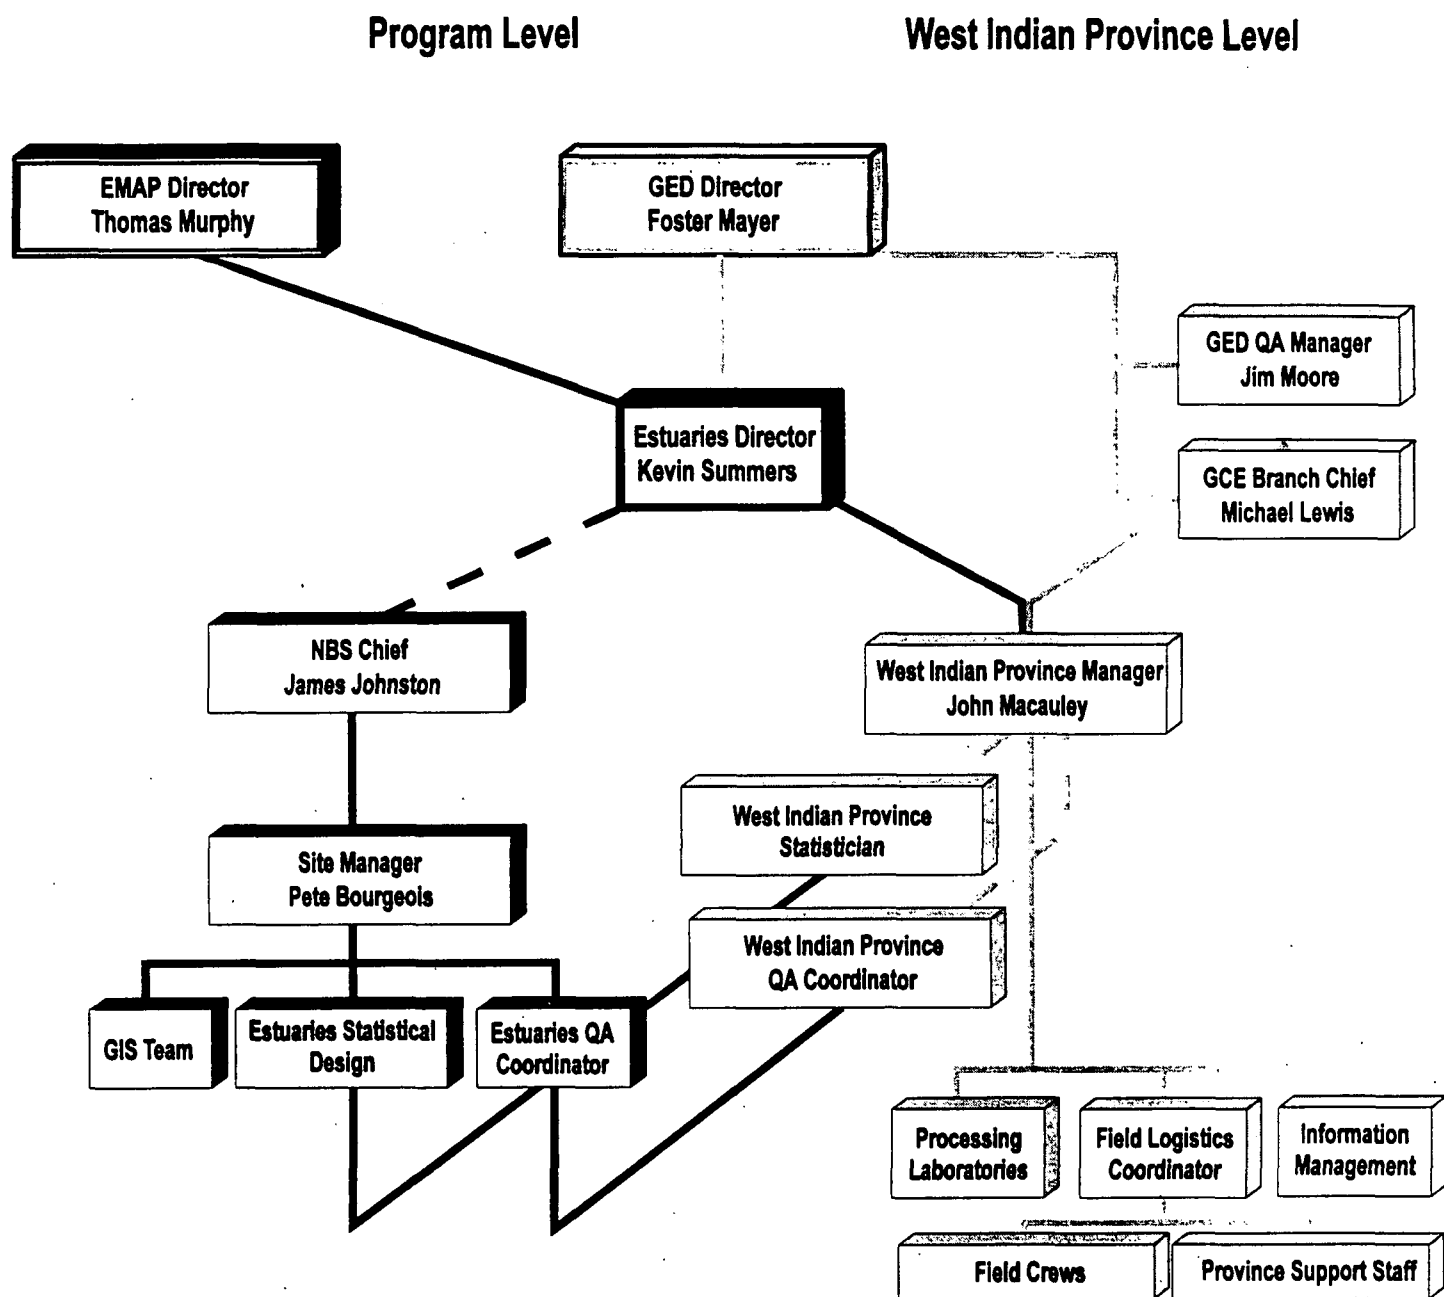 Program Level
West Indian Province Level
EMAP Director
Thomas Murphy
GED Director
Foster Mayer
GED QA Manager
Jim Moore
Estuaries Director
Kevin Summers
GCE Branch Chief
Michael Lewis
NBS Chief
James Johnston
West Indian Province Manager
John Macauley
West Indian Province
Statistician
Site Manager
Pete Bourgeois
West Indian Province
QA Coordinator
GIS Team
Estuaries Statistical
Design
Estuaries QA
Coordinator
Processing
Laboratories
Field Logistics
Coordinator
Information
Management
Field Crews
Province Support Staff